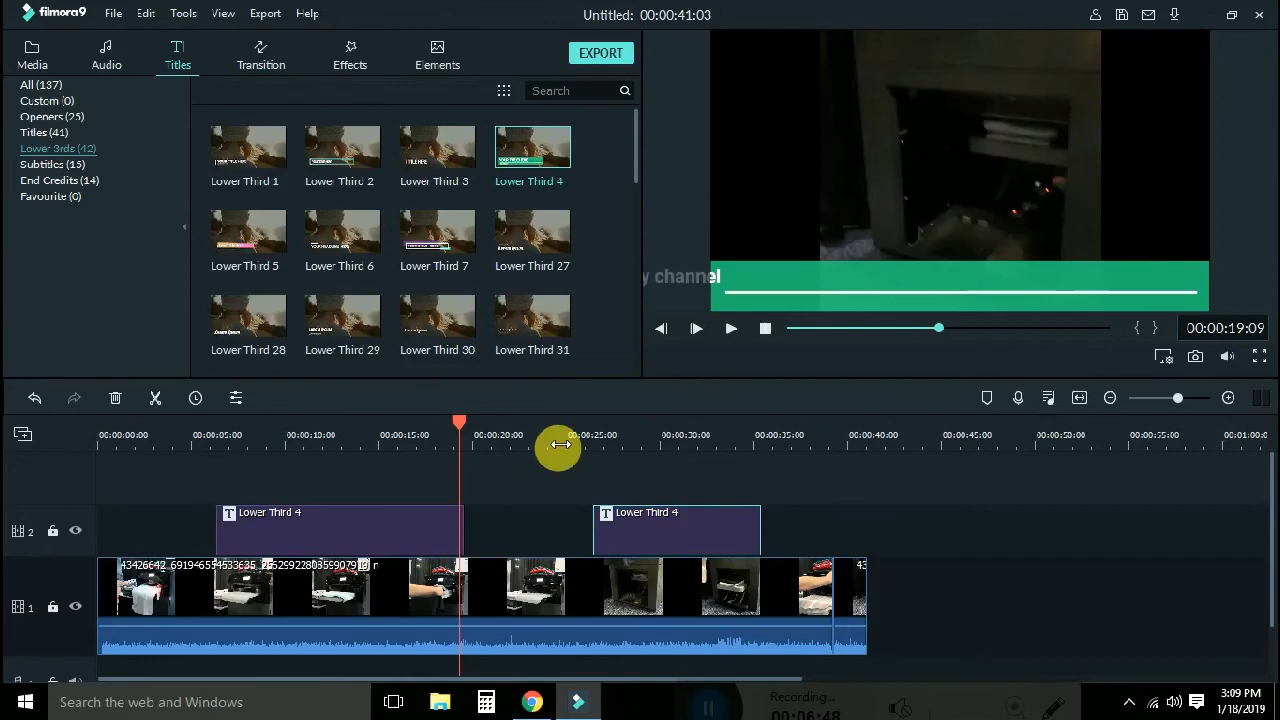 filmora9 File Edit Tools View Export Help Untitled: 00:00:41:03
Media Audio Titles Transition Effects Elements EXPORT
All (137)
Custom (0)
Openers (25)
Titles (41)
Lower 3rds (42)
Subtitles (15)
End Credits (14)
Favourite (0)
Search
Lower Third 1 Lower Third 2 Lower Third 3 Lower Third 4
Lower Third 5 Lower Third 6 Lower Third 7 Lower Third 27
Lower Third 28 Lower Third 29 Lower Third 30 Lower Third 31
y channel
00:00:19:09
00:00:00:00 00:00:05:00 00:00:10:00 00:00:15:00 00:00:20:00 00:00:25:00 00:00:30:00 00:00:35:00 00:00:40:00 00:00:45:00 00:00:50:00 00:00:55:00 00:01:00:0
2 T Lower Third 4 T Lower Third 4
1
Search the web and Windows
Recording...
00:06:48
3:09 PM
1/18/2019